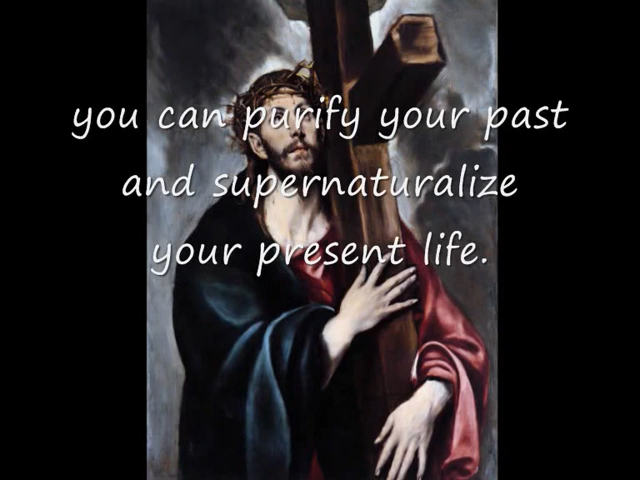 you can purify your past
and supernaturalize
your present life.